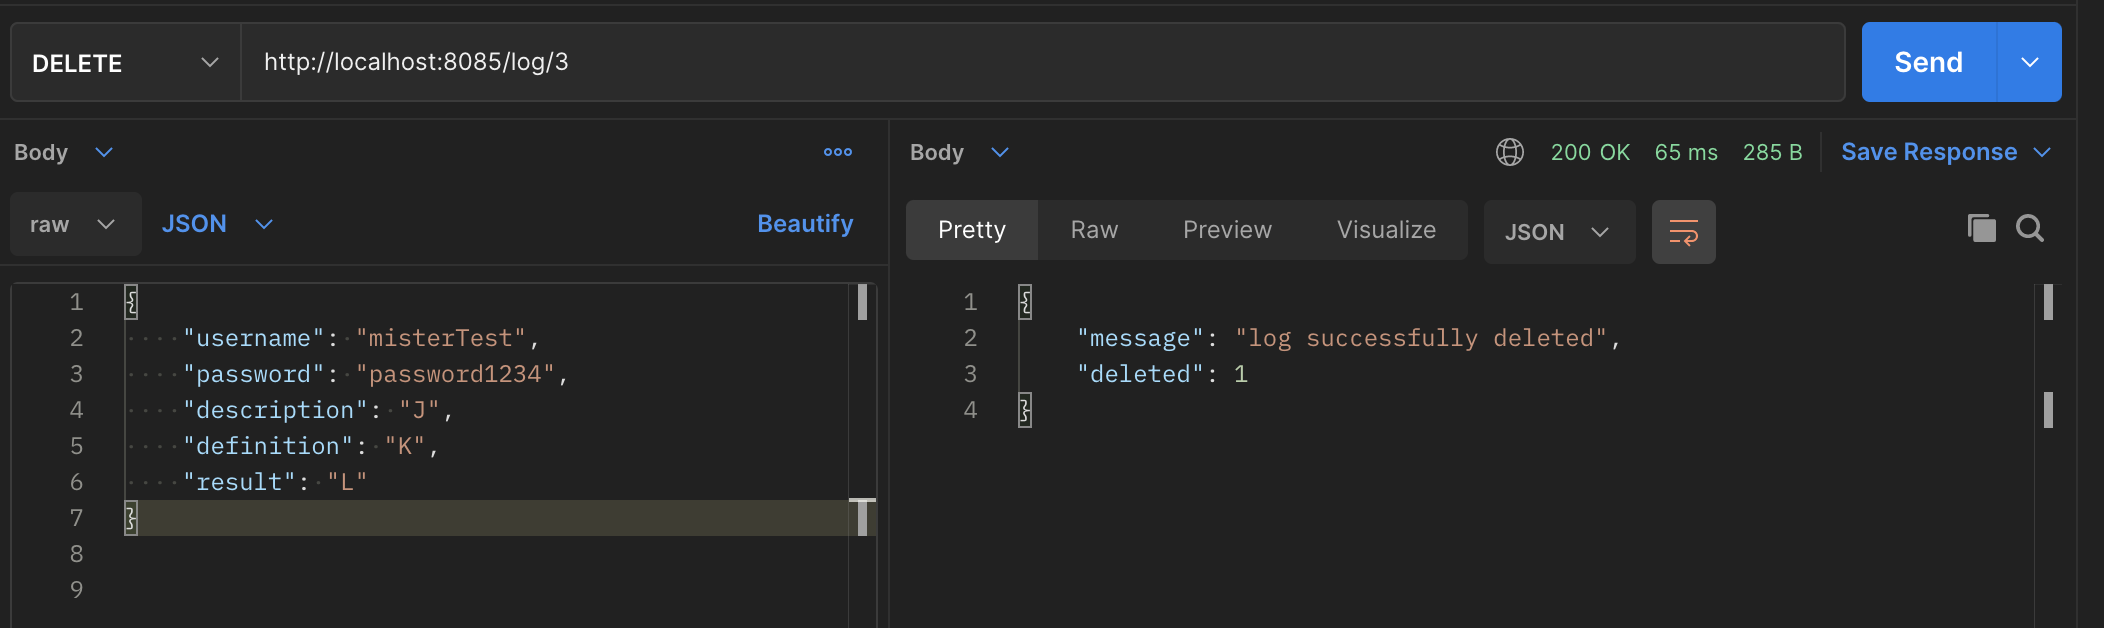 DELETE http://localhost:8085/log/3 Send
Body Body 200 OK 65 ms 285 B Save Response
raw JSON Beautify Pretty Raw Preview Visualize JSON
1 {
2 "username": "misterTest",
3 "password": "password1234",
4 "description": "J",
5 "definition": "K",
6 "result": "L"
7 }
8
9
1 {
2 "message": "log successfully deleted",
3 "deleted": 1
4 }